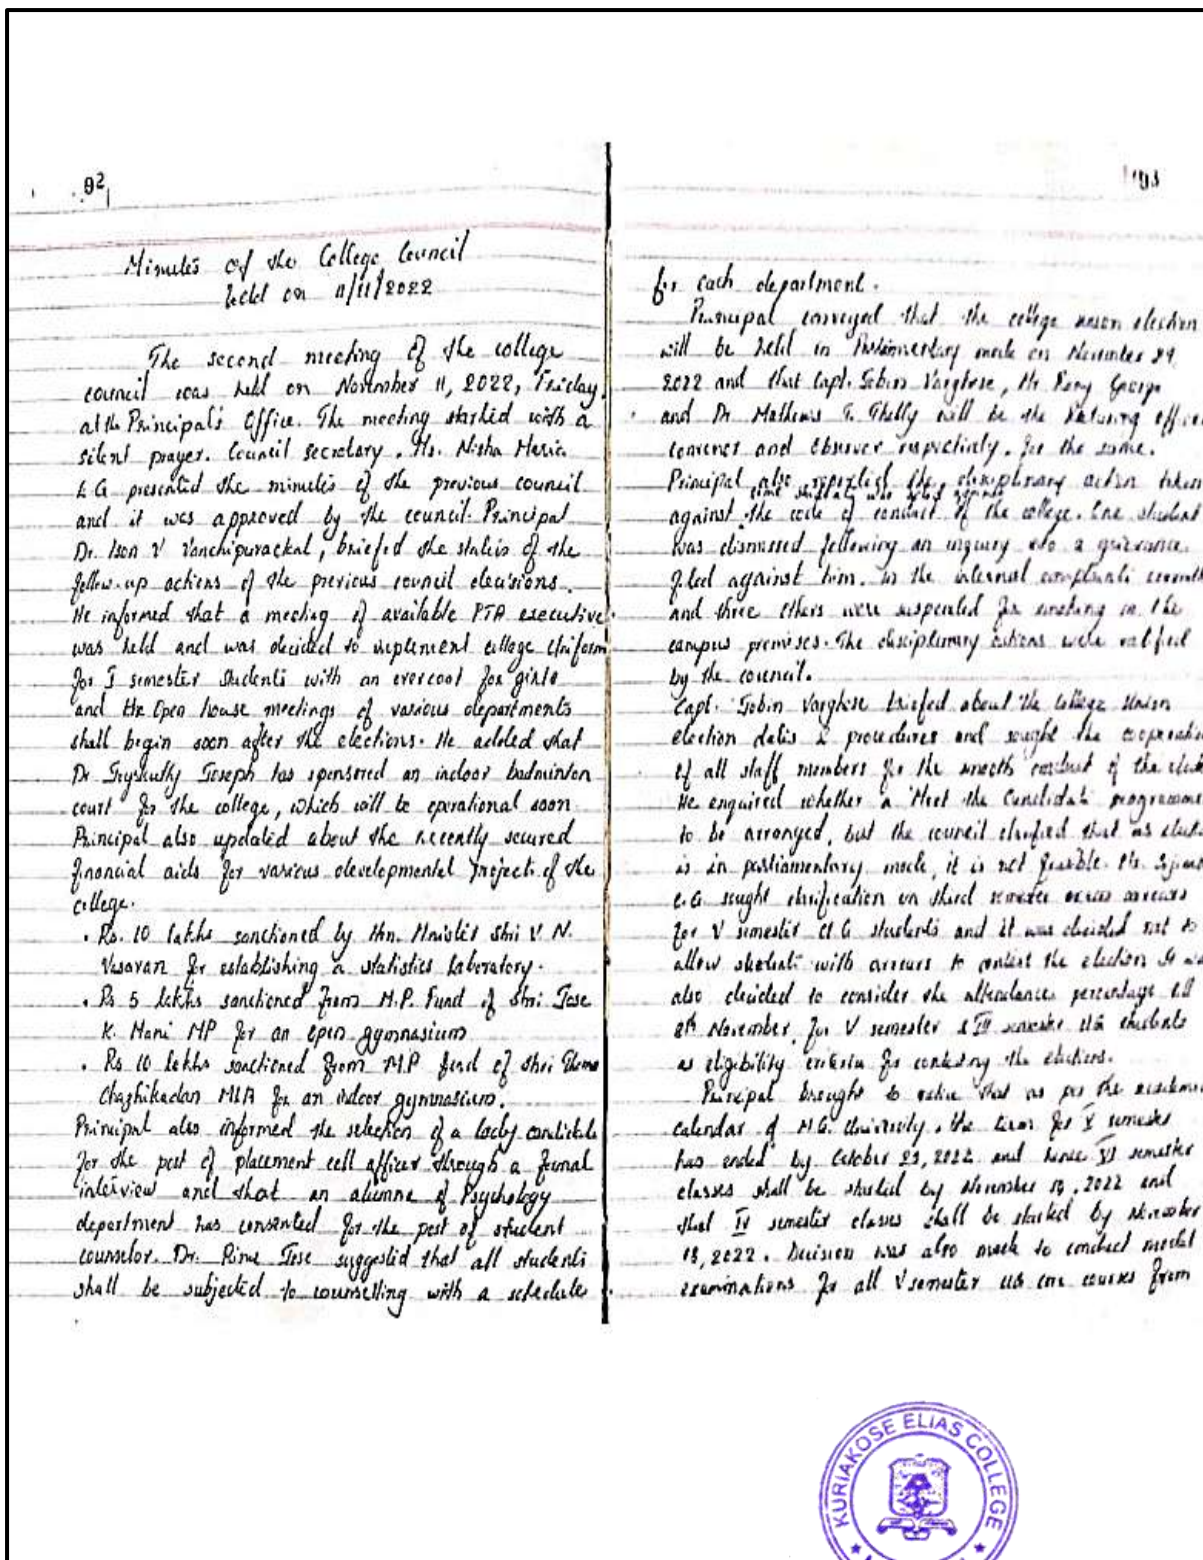 92
Minutes of the College Council
held on 11/11/2022
The second meeting of the college
council was held on November 11, 2022, Friday,
at the Principal's Office. The meeting started with a
silent prayer. Council secretary, Ms. Nisha Maria
presented the minutes of the previous council
and it was approved by the council. Principal
Dr. Ison V Vanchipurackal, briefed the status of the
follow-up actions of the previous council decisions.
He informed that a meeting of available PTA executive
was held and was decided to implement college Uniform
for I semester students with an overcoat for girls
and the Open house meetings of various departments
shall begin soon after the elections. He added that
Dr. Joseph has sponsored an indoor badminton
court for the college, which will be operational soon
Principal also updated about the recently secured
financial aids for various developmental projects of the
college.
• Rs. 10 lakhs sanctioned by Hon. Minister Shri V. N.
Vasavan for establishing a statistics laboratory.
• Rs 5 lakhs sanctioned from M.P. Fund of Shri Jose
K. Mani MP for an open gymnasium
• Rs 10 lakhs sanctioned from M.P fund of Shri
Chazhikadan for an indoor gymnasium.
Principal also informed the selection of a candidate
for the post of placement cell officer through a formal
interview and that an alumna of Psychology
department has consented for the post of student
counselor. Dr. Jose suggested that all students
shall be subjected to counselling with a schedule
193
for each department.
Principal conveyed that the college union election
will be held in Parliamentary mode on November 24,
2022 and that Capt. Jobin Varghese, Mr. George
and Dr. Mathews T. Thelly will be the Returing
convener and Observer respectively, for the same.
Principal also reported the disciplinary action taken
some students who acted against
against the code of conduct of the college. One student
was dismissed following an inquiry into a grievance
filed against him in the internal complaints
and three others were suspended for smoking in the
campus premises. The disciplinary actions were ratified
by the council.
Capt. Jobin Varghese briefed about the College Union
election dates & procedures and sought the
of all staff members for the smooth conduct of the
He enquired whether a 'Meet the Candidate programme
to be arranged, but the council clarified that as
is in parliamentary mode, it is not feasible.
sought clarification on third semester arrears
for V semester U.G students and it was decided not to
allow students with arrears to contest the election
also decided to consider the attendance percentage till
8th November, for V semester & III semester students
as eligibility criteria for contesting the elections.
Principal brought to notice that as per the academic
calendar of M.G. University, the term for V semester
has ended by October 29, 2022 and hence VI semester
classes shall be started by November , 2022 and
that IV semester classes shall be started by November
, 2022. Decision was also made to conduct model
examinations for all V semester courses from
KURIAKOSE ELIAS COLLEGE